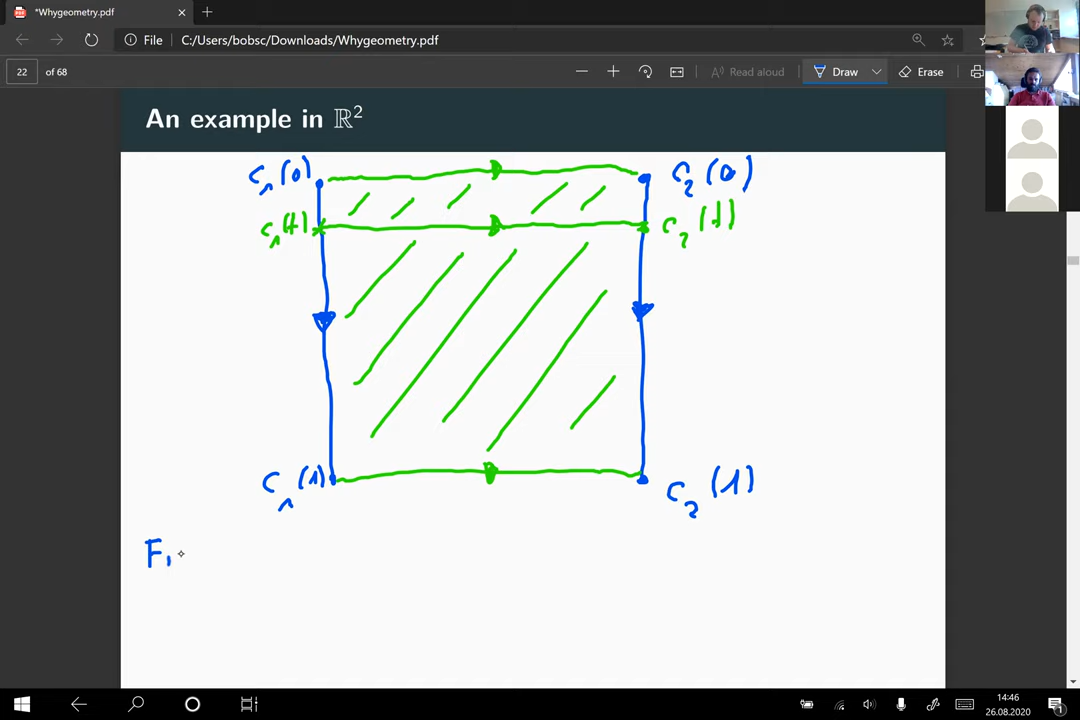 *Whygeometry.pdf
File C:/Users/bobsc/Downloads/Whygeometry.pdf
22 of 68 Read aloud Draw Erase
An example in ℝ²
c₁(0) c₂(0)
c₁(t) c₂(t)
c₁(1) c₂(1)
14:46
26.08.2020